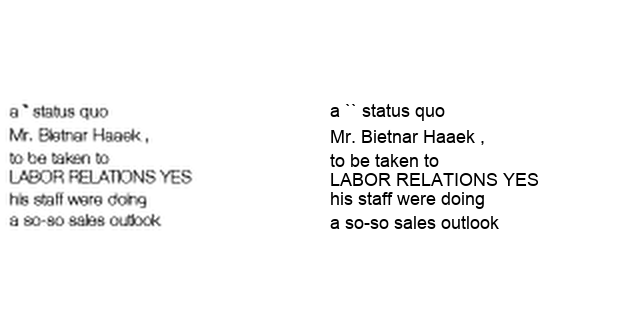 a `` status quo
Mr. Bietnar Haaek ,
to be taken to
LABOR RELATIONS YES
his staff were doing
a so-so sales outlook
a `` status quo
Mr. Bietnar Haaek ,
to be taken to
LABOR RELATIONS YES
his staff were doing
a so-so sales outlook